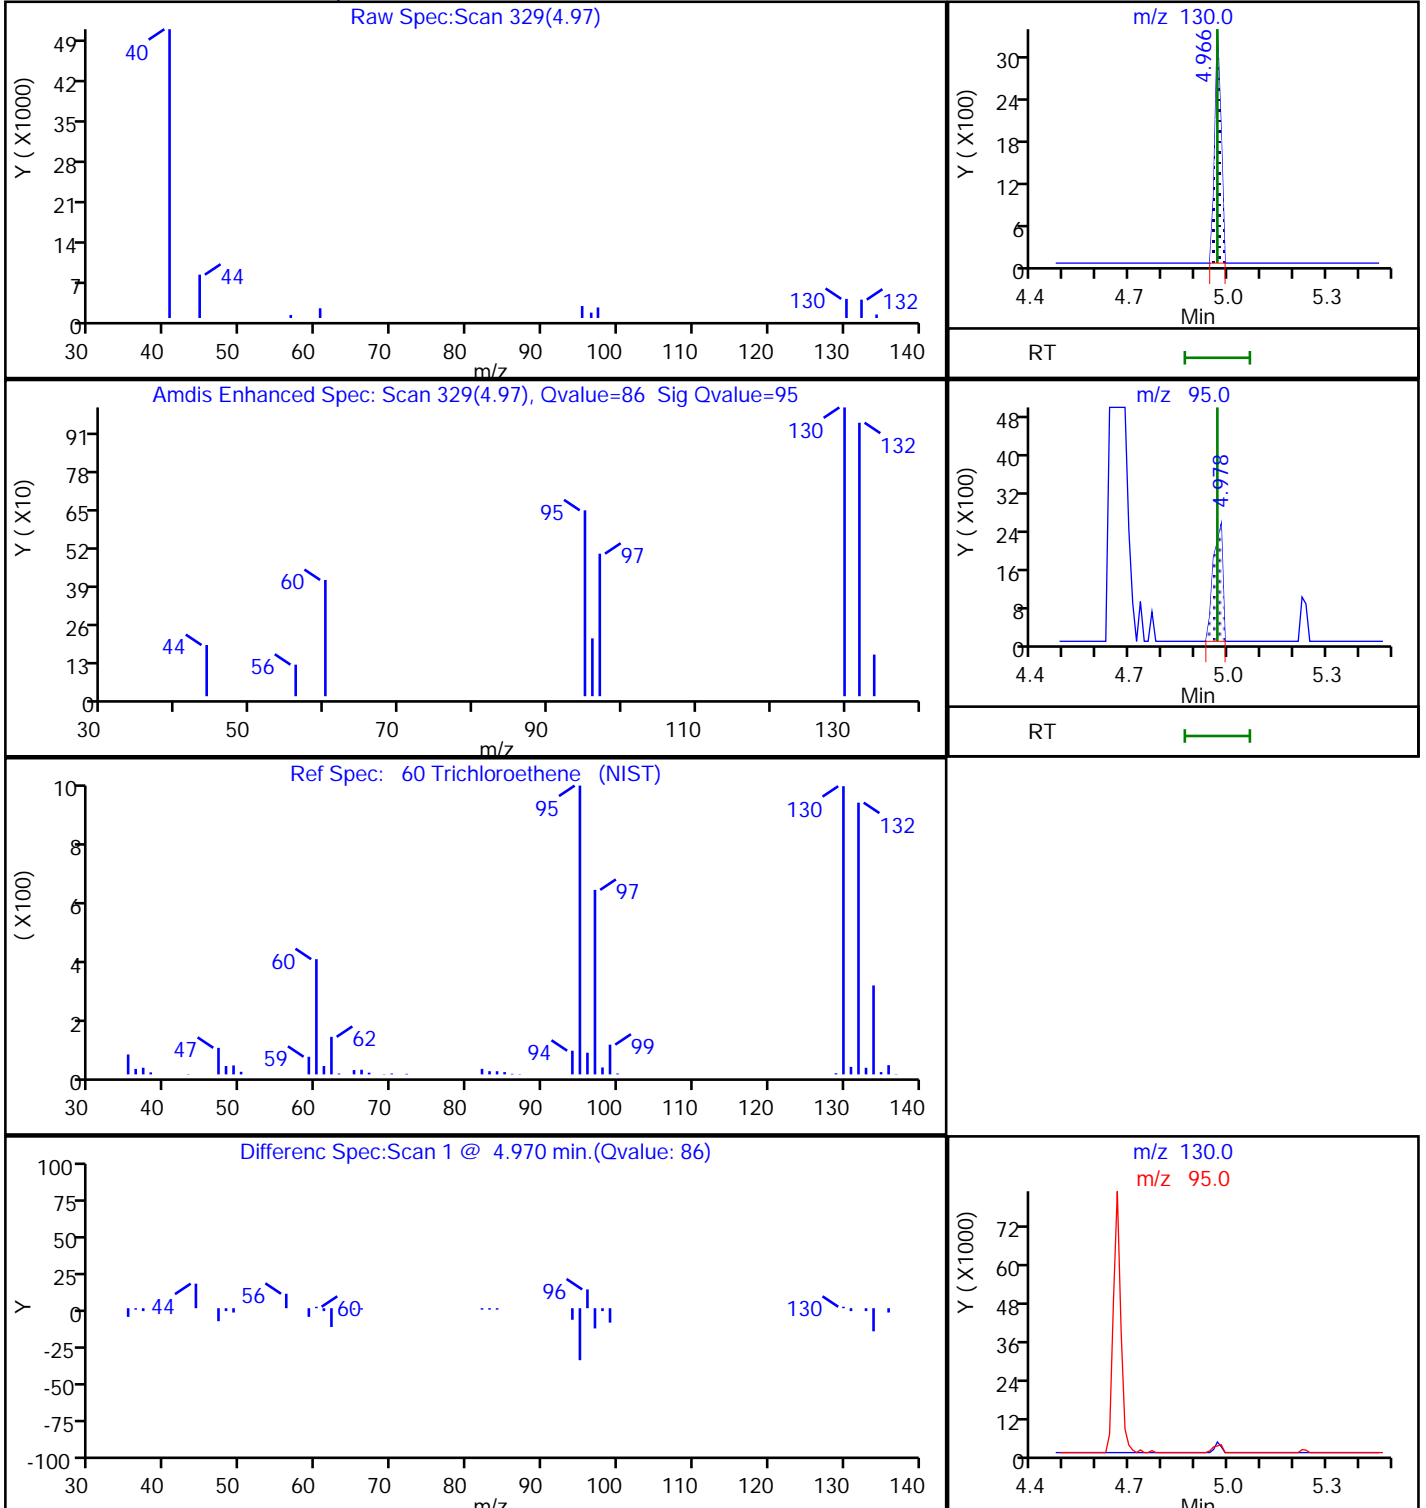 Raw Spec:Scan 329(4.97)
Y ( X1000)
49
42
35
28
21
14
7
0
40
44
130
132
30 40 50 60 70 80 90 100 110 120 130 140
m/z
m/z 130.0
Y ( X100)
30
24
18
12
6
0
4.966
4.4 4.7 5.0 5.3
Min
RT
Amdis Enhanced Spec: Scan 329(4.97), Qvalue=86 Sig Qvalue=95
Y ( X10)
91
78
65
52
39
26
13
0
44
56
60
95
97
130
132
30 50 70 90 110 130
m/z
m/z 95.0
Y ( X100)
48
40
32
24
16
8
0
4.978
4.4 4.7 5.0 5.3
Min
RT
Ref Spec: 60 Trichloroethene (NIST)
( X100)
10
8
6
4
2
0
47
59
60
62
94
95
97
99
130
132
30 40 50 60 70 80 90 100 110 120 130 140
Differenc Spec:Scan 1 @ 4.970 min.(Qvalue: 86)
Y
100
75
50
25
0
-25
-50
-75
-100
44
56
60
96
130
30 40 50 60 70 80 90 100 110 120 130 140
m/z
m/z 130.0
m/z 95.0
Y ( X1000)
72
60
48
36
24
12
0
4.4 4.7 5.0 5.3
Min